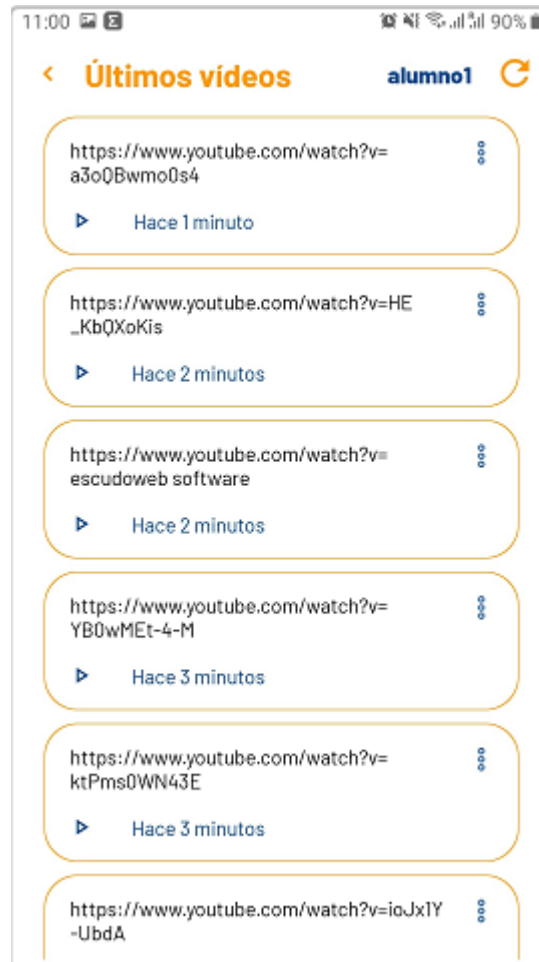 11:00 90%
Últimos vídeos alumno1
https://www.youtube.com/watch?v=
a3oQBwmo0s4
Hace 1 minuto
https://www.youtube.com/watch?v=HE
_KbQXoKis
Hace 2 minutos
https://www.youtube.com/watch?v=
escudoweb software
Hace 2 minutos
https://www.youtube.com/watch?v=
YB0wMEt-4-M
Hace 3 minutos
https://www.youtube.com/watch?v=
ktPms0WN43E
Hace 3 minutos
https://www.youtube.com/watch?v=ioJx1Y
-UbdA